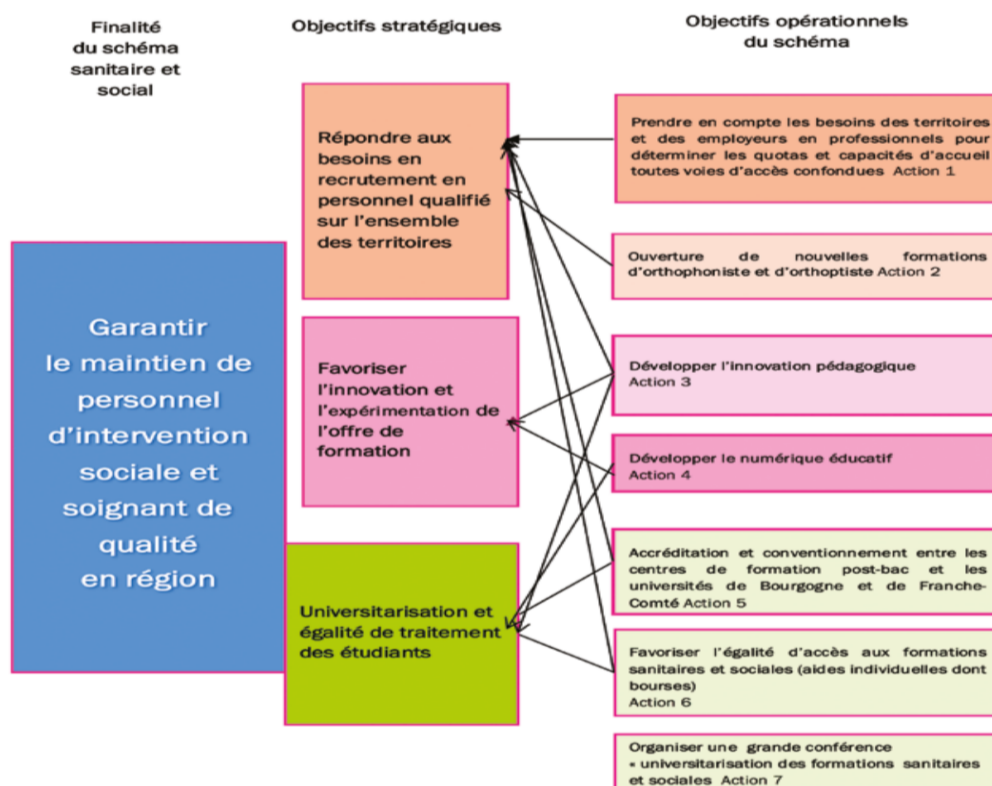 Finalité
du schéma
sanitaire et
social
Objectifs stratégiques
Objectifs opérationnels
du schéma
Garantir
le maintien de
personnel
d'intervention
sociale et
soignant de
qualité
en région
Répondre aux
besoins en
recrutement en
personnel qualifié
sur l'ensemble
des territoires
Favoriser
l'innovation et
l'expérimentation de
l'offre de
formation
Universitarisation et
égalité de traitement
des étudiants
Prendre en compte les besoins des territoires
et des employeurs en professionnels pour
déterminer les quotas et capacités d'accueil
toutes voies d'accès confondues Action 1
Ouverture de nouvelles formations
d'orthophoniste et d'orthoptiste Action 2
Développer l'innovation pédagogique
Action 3
Développer le numérique éducatif
Action 4
Accréditation et conventionnement entre les
centres de formation post-bac et les
universités de Bourgogne et de Franche-
Comté Action 5
Favoriser l'égalité d'accès aux formations
sanitaires et sociales (aides individuelles dont
bourses)
Action 6
Organiser une grande conférence
« universitarisation des formations sanitaires
et sociales Action 7